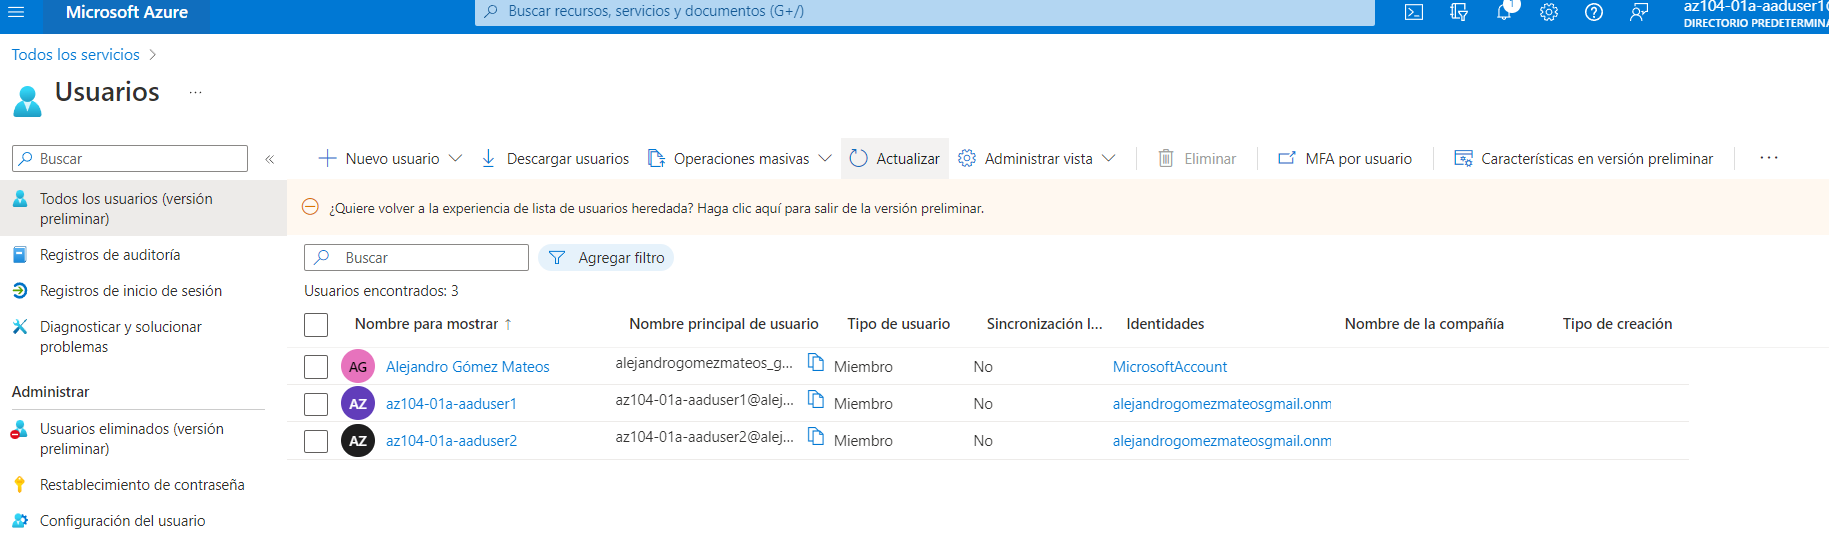 Microsoft Azure
Buscar recursos, servicios y documentos (G+/)
1
az104-01a-aaduser1@
DIRECTORIO PREDETERMINA
Todos los servicios >
Usuarios ...
Buscar
«
Nuevo usuario
Descargar usuarios
Operaciones masivas
Actualizar
Administrar vista
Eliminar
MFA por usuario
Características en versión preliminar
...
Todos los usuarios (versión
preliminar)
Registros de auditoría
Registros de inicio de sesión
Diagnosticar y solucionar
problemas
Administrar
Usuarios eliminados (versión
preliminar)
Restablecimiento de contraseña
Configuración del usuario
¿Quiere volver a la experiencia de lista de usuarios heredada? Haga clic aquí para salir de la versión preliminar.
Buscar
Agregar filtro
Usuarios encontrados: 3
Nombre para mostrar ↑ Nombre principal de usuario Tipo de usuario Sincronización l... Identidades Nombre de la compañía Tipo de creación
AG Alejandro Gómez Mateos alejandrogomezmateos_g... Miembro No MicrosoftAccount
AZ az104-01a-aaduser1 az104-01a-aaduser1@alej... Miembro No alejandrogomezmateosgmail.onm
AZ az104-01a-aaduser2 az104-01a-aaduser2@alej... Miembro No alejandrogomezmateosgmail.onm